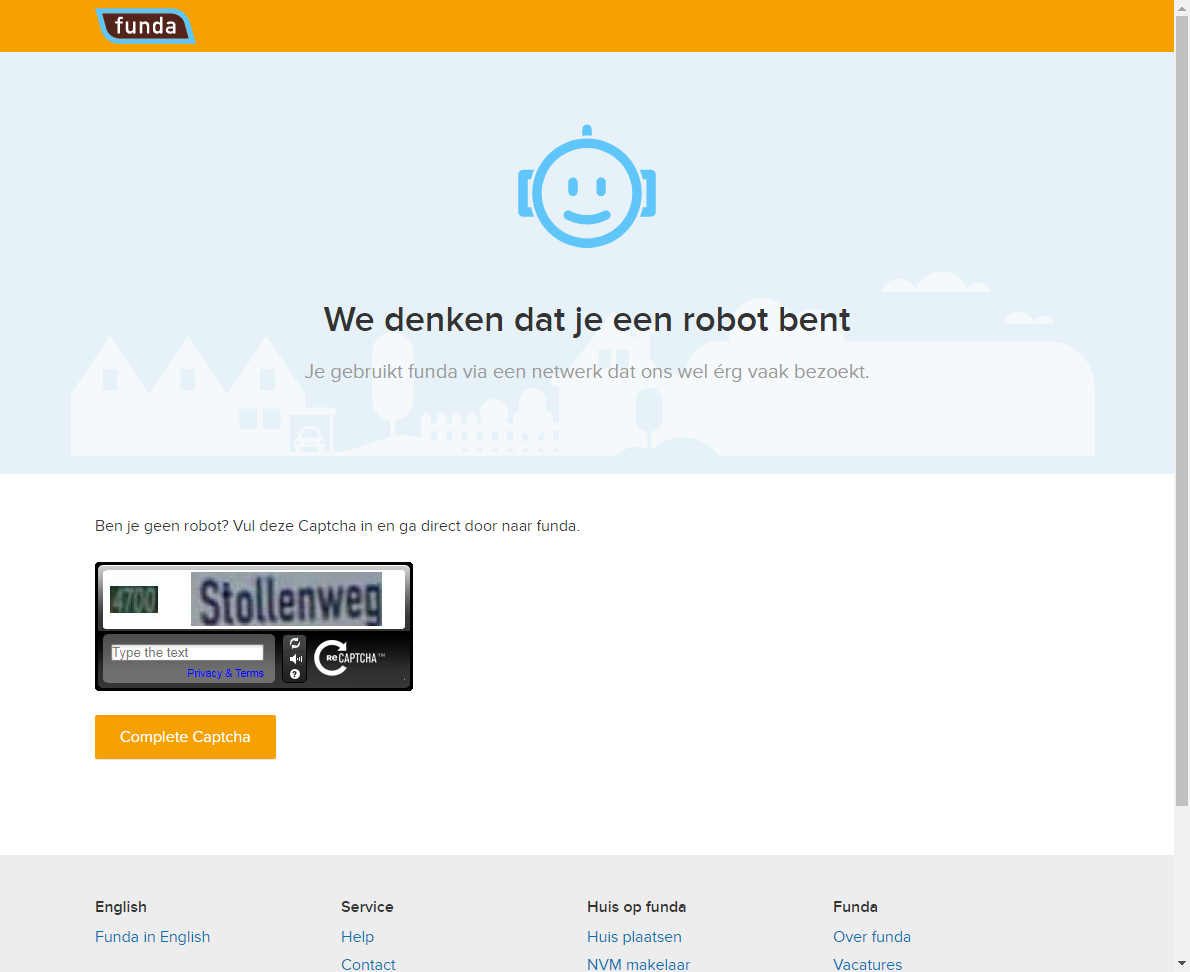 funda
We denken dat je een robot bent
Je gebruikt funda via een netwerk dat ons wel érg vaak bezoekt.
Ben je geen robot? Vul deze Captcha in en ga direct door naar funda.
4700 Stollenweg
Type the text
Privacy & Terms
ReCAPTCHA™
Complete Captcha
English
Funda in English
Service
Help
Contact
Huis op funda
Huis plaatsen
NVM makelaar
Funda
Over funda
Vacatures